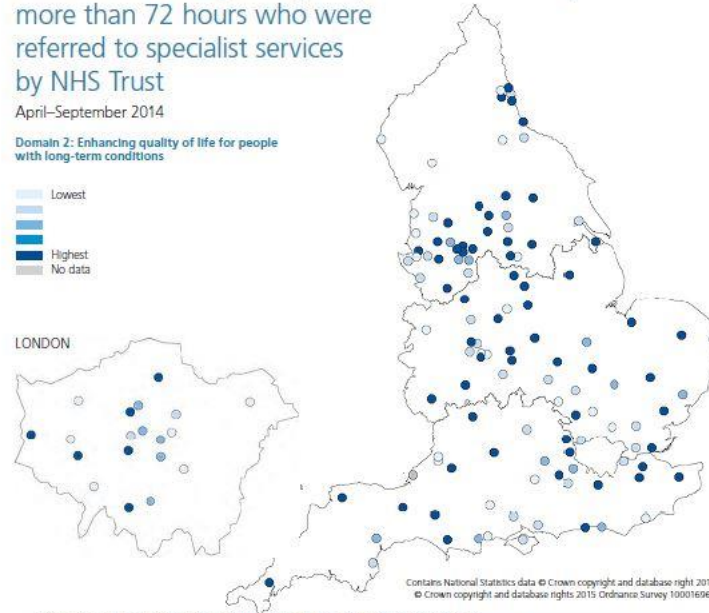 more than 72 hours who were
referred to specialist services
by NHS Trust
April–September 2014
Domain 2: Enhancing quality of life for people
with long-term conditions
Lowest
Highest
No data
LONDON
Contains National Statistics data © Crown copyright and database right 201
© Crown copyright and database rights 2015 Ordnance Survey 10001696